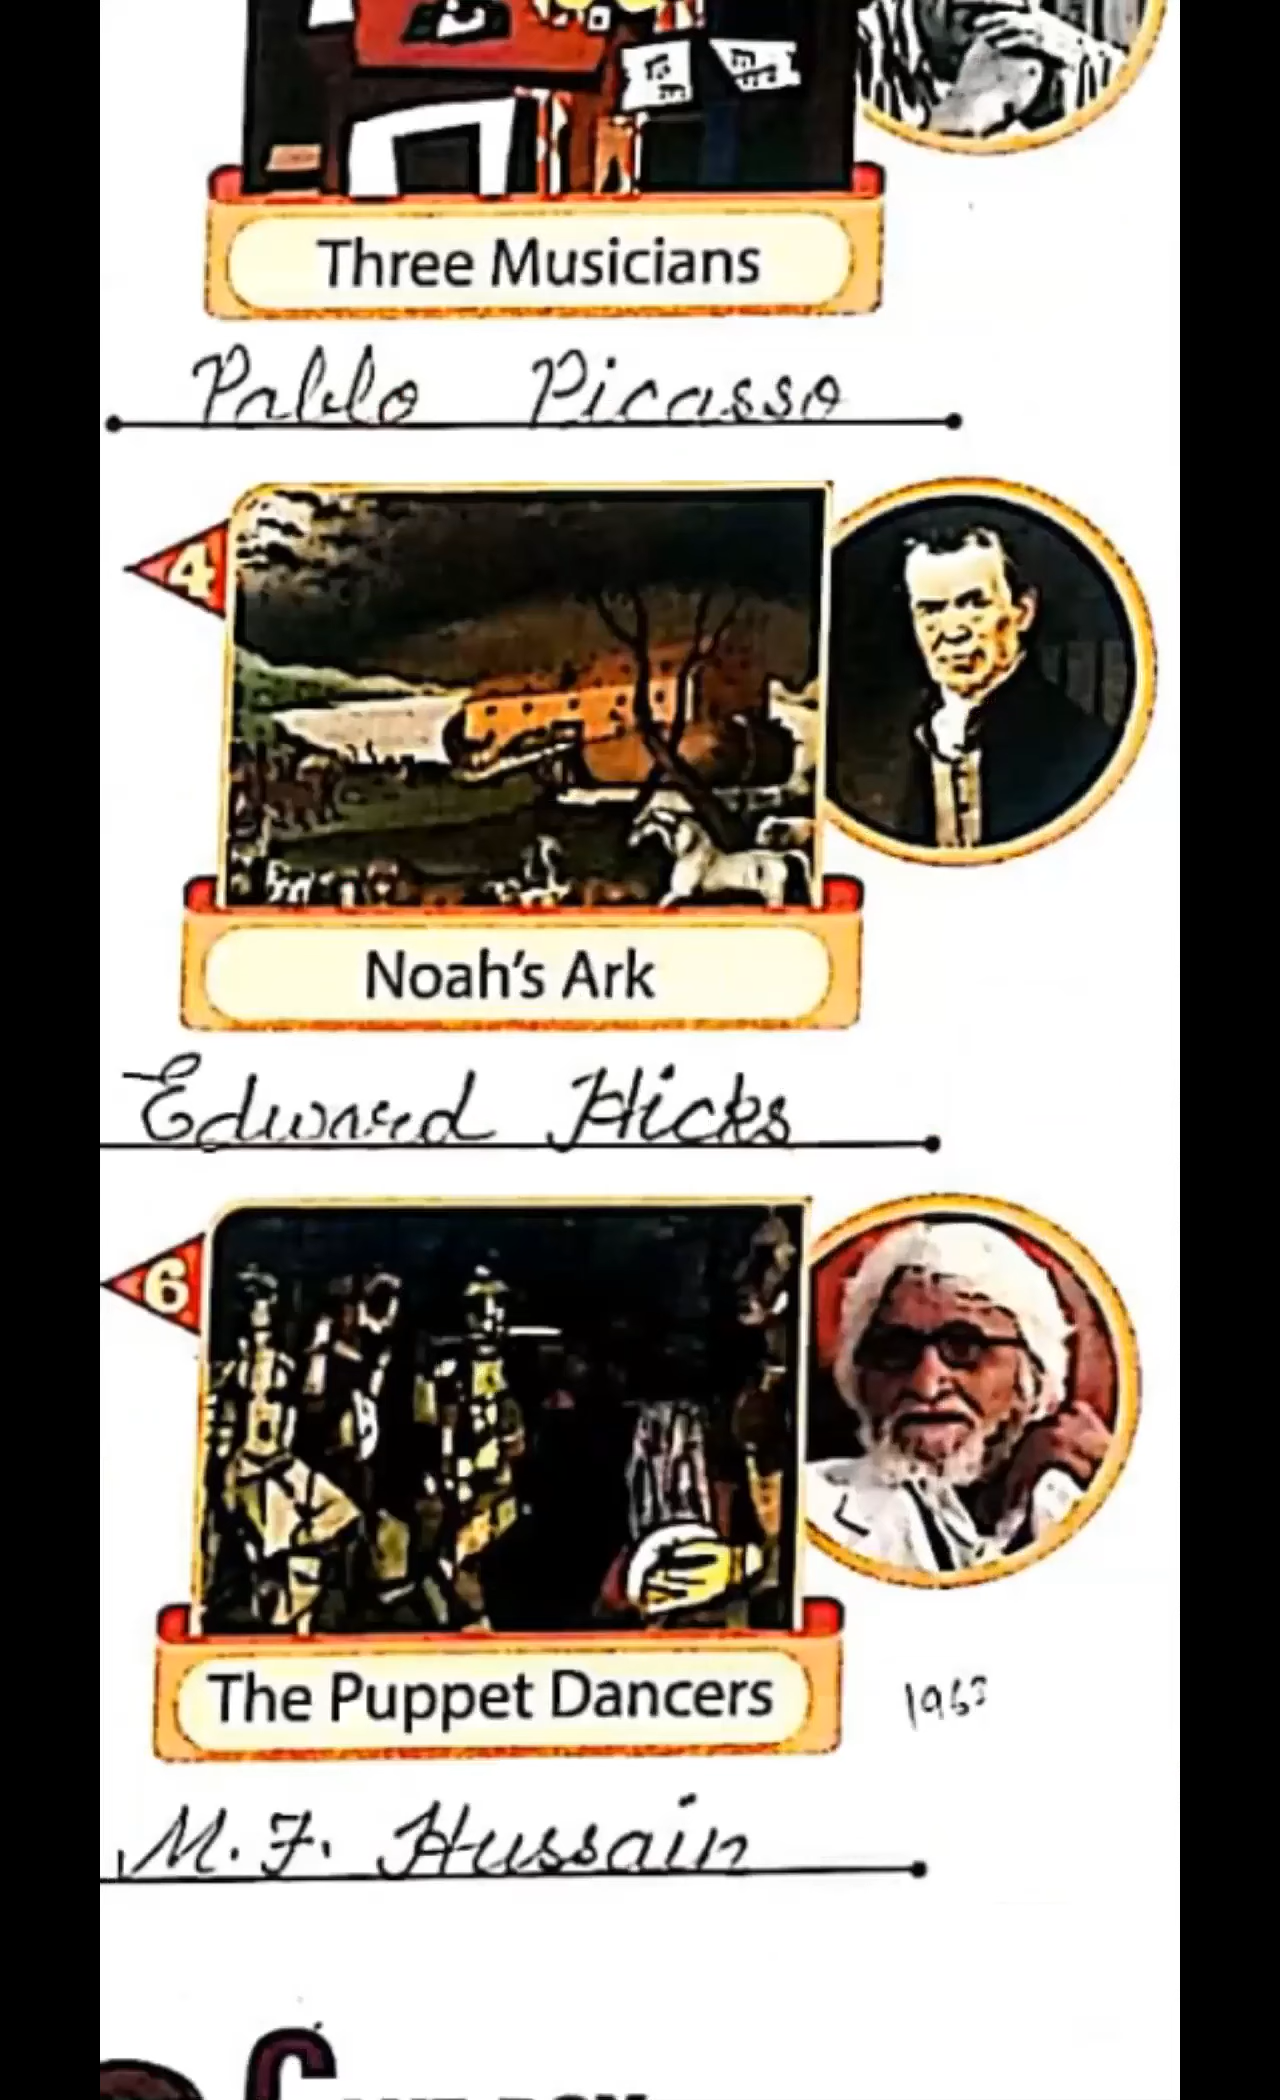 Three Musicians
Pablo Picasso
4
Noah's Ark
Edward Hicks
6
The Puppet Dancers
1963
M. F. Hussain